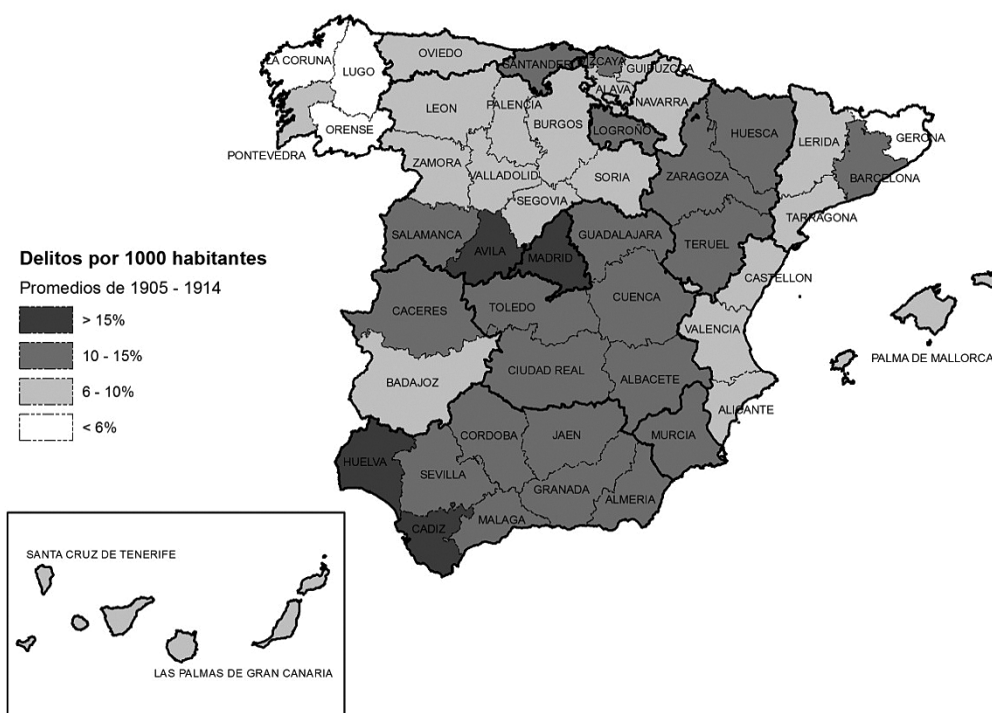 OVIEDO
SANTANDER
VIZCAYA
GUIPUZCOA
LA CORUNA
LUGO
ALAVA
NAVARRA
LEON
PALENCIA
BURGOS
LOGROÑO
HUESCA
LERIDA
GERONA
ORENSE
PONTEVEDRA
ZAMORA
VALLADOLID
SORIA
ZARAGOZA
BARCELONA
SEGOVIA
TARRAGONA
SALAMANCA
AVILA
MADRID
GUADALAJARA
TERUEL
CASTELLON
Delitos por 1000 habitantes
Promedios de 1905 - 1914
> 15%
10 - 15%
6 - 10%
< 6%
CACERES
TOLEDO
CUENCA
VALENCIA
PALMA DE MALLORCA
BADAJOZ
CIUDAD REAL
ALBACETE
ALICANTE
CORDOBA
JAEN
MURCIA
HUELVA
SEVILLA
GRANADA
ALMERIA
CADIZ
MALAGA
SANTA CRUZ DE TENERIFE
LAS PALMAS DE GRAN CANARIA